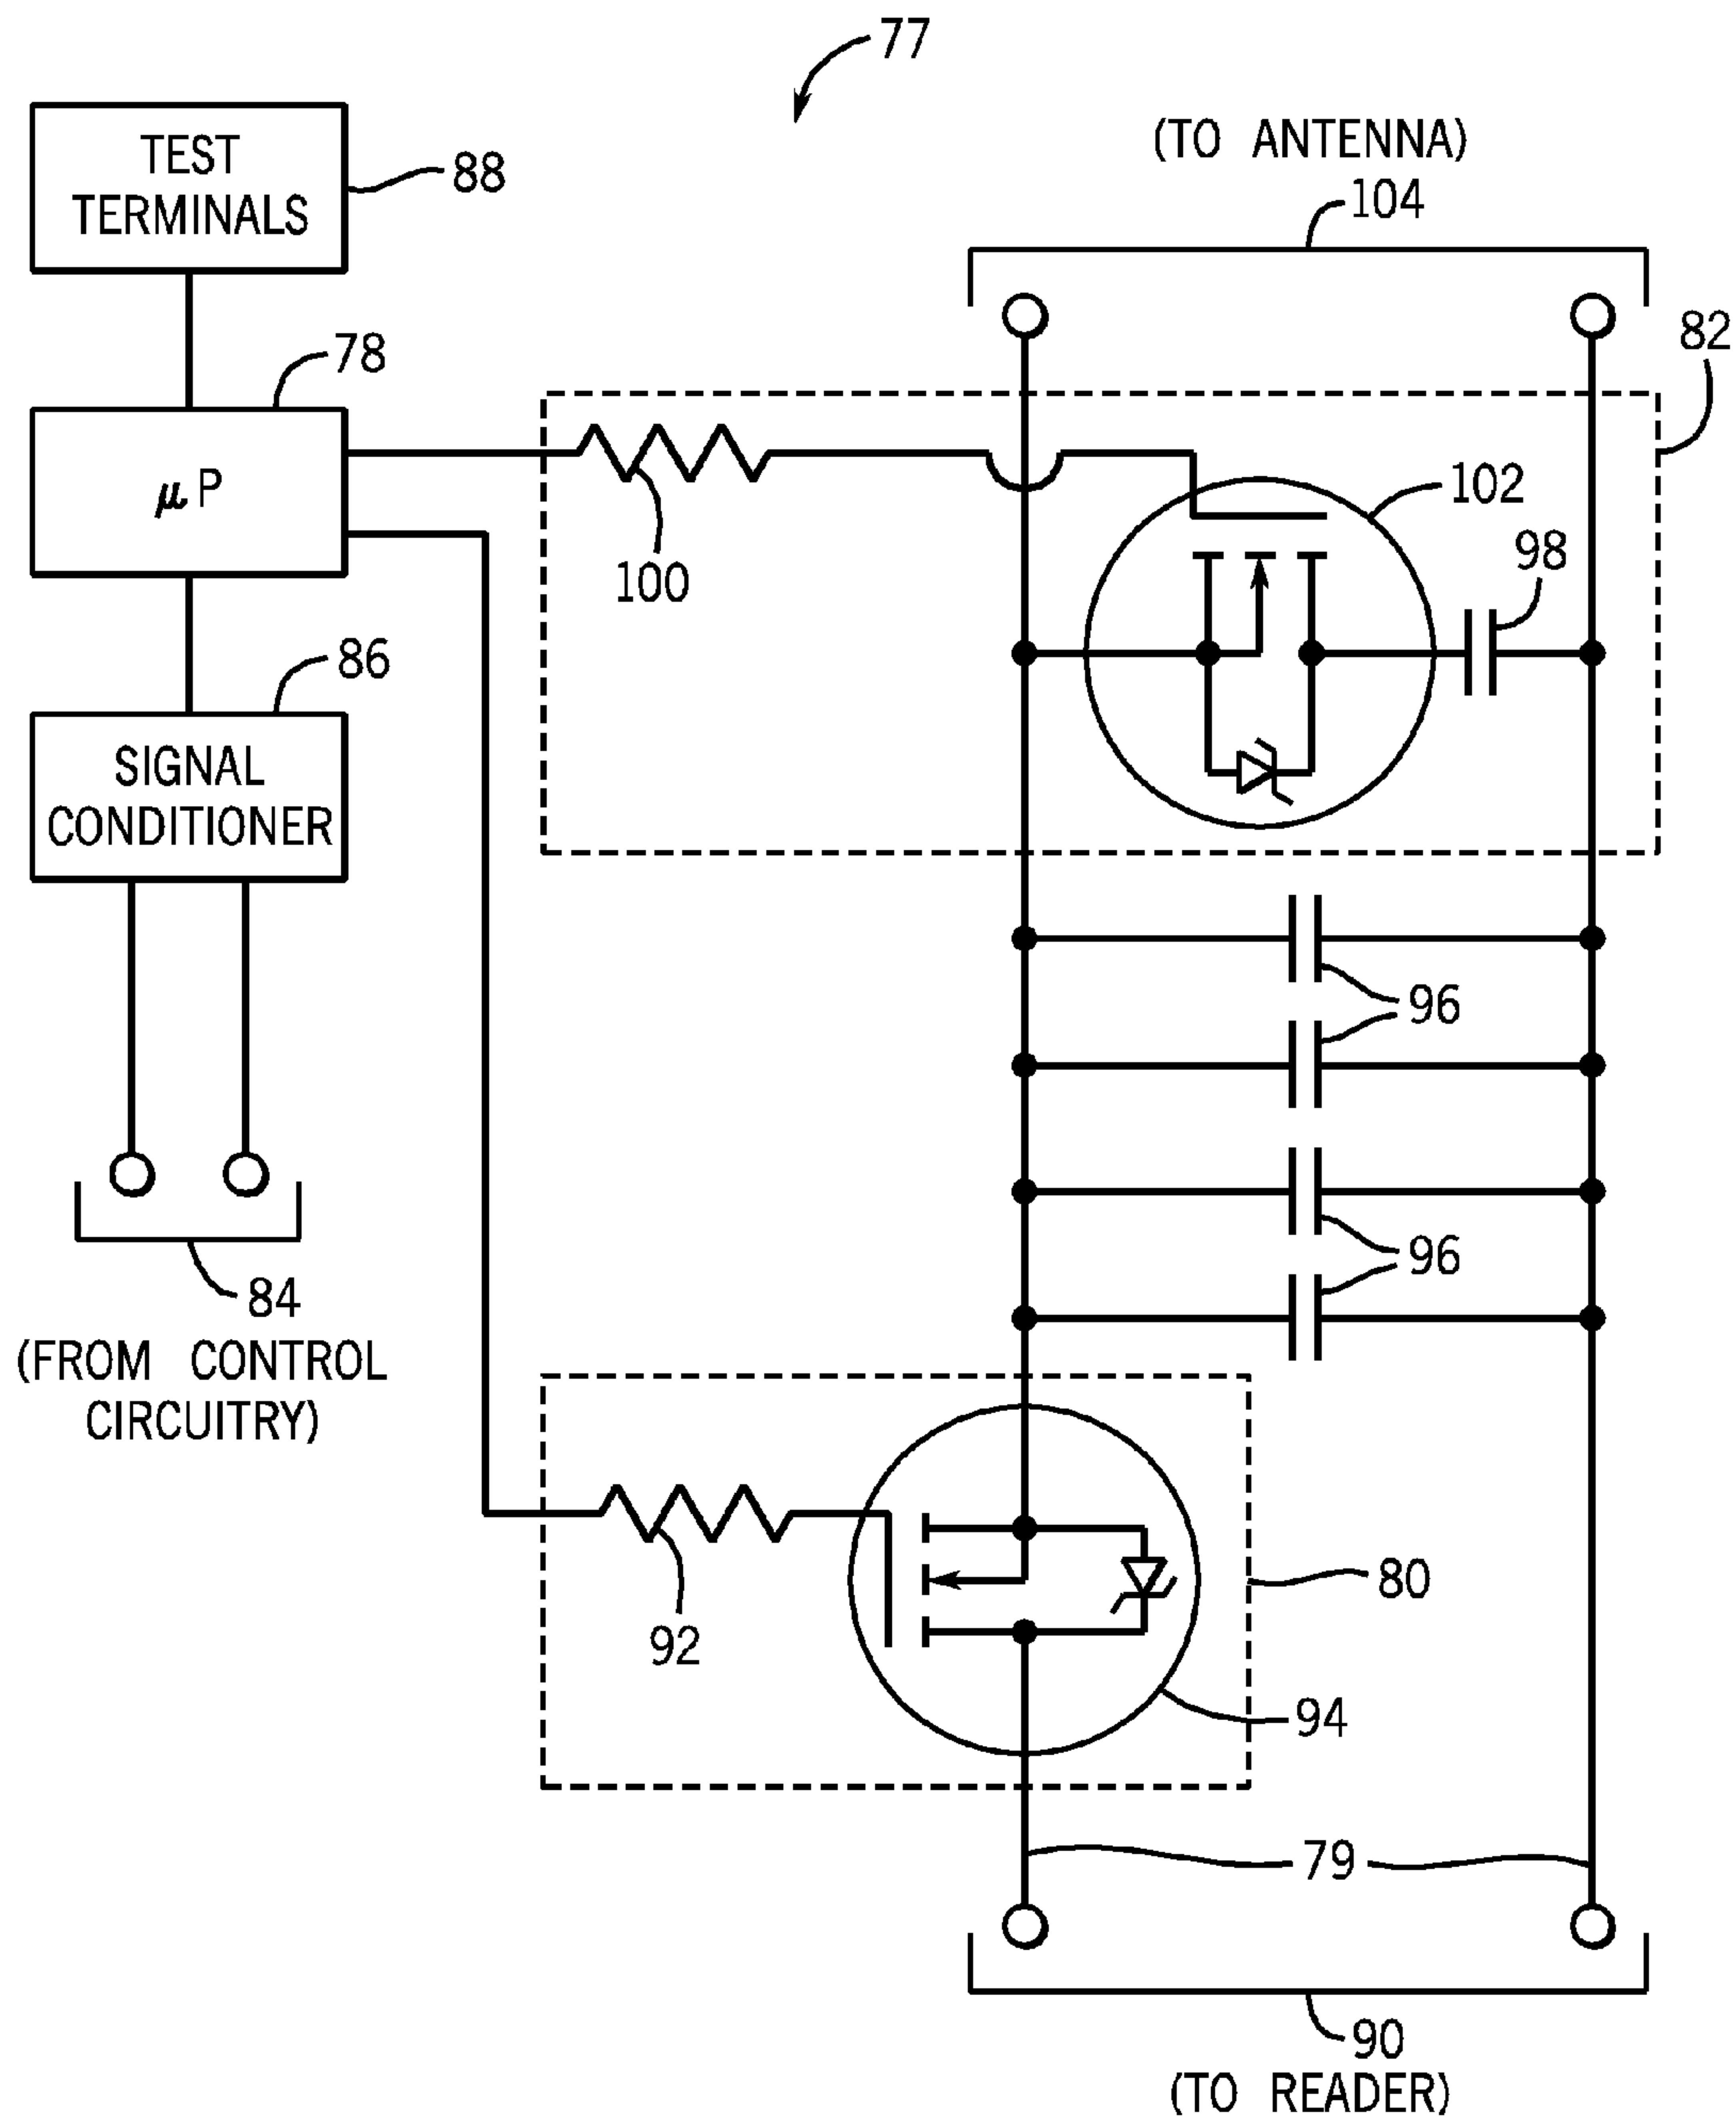 77
TEST
TERMINALS
88
(TO ANTENNA)
104
82
78
μP
100
102
98
86
SIGNAL
CONDITIONER
96
96
84
(FROM CONTROL
CIRCUITRY)
92
80
94
79
90
(TO READER)